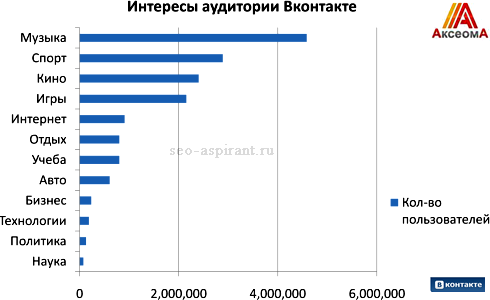 Интересы аудитории Вконтакте
АксеомА
Музыка
Спорт
Кино
Игры
Интернет
Отдых
Учеба
Авто
Бизнес
Технологии
Политика
Наука
seo-aspirant.ru
Кол-во
пользователей
0
2,000,000
4,000,000
6,000,000
В контакте